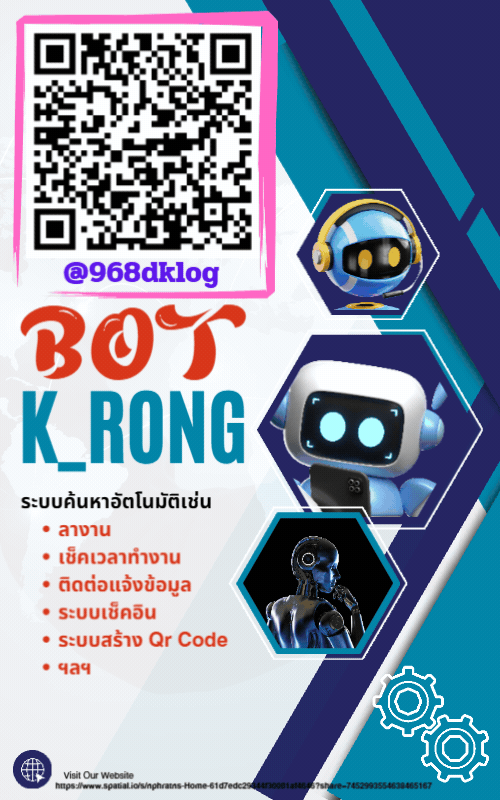 @968dklog
BOT
K_RONG
ระบบค้นหาอัตโนมัติเช่น
• ลางาน
• เช็คเวลาทำงาน
• ติดต่อแจ้งข้อมูล
• ระบบเช็คอิน
• ระบบสร้าง Qr Code
• ฯลฯ
Visit Our Website